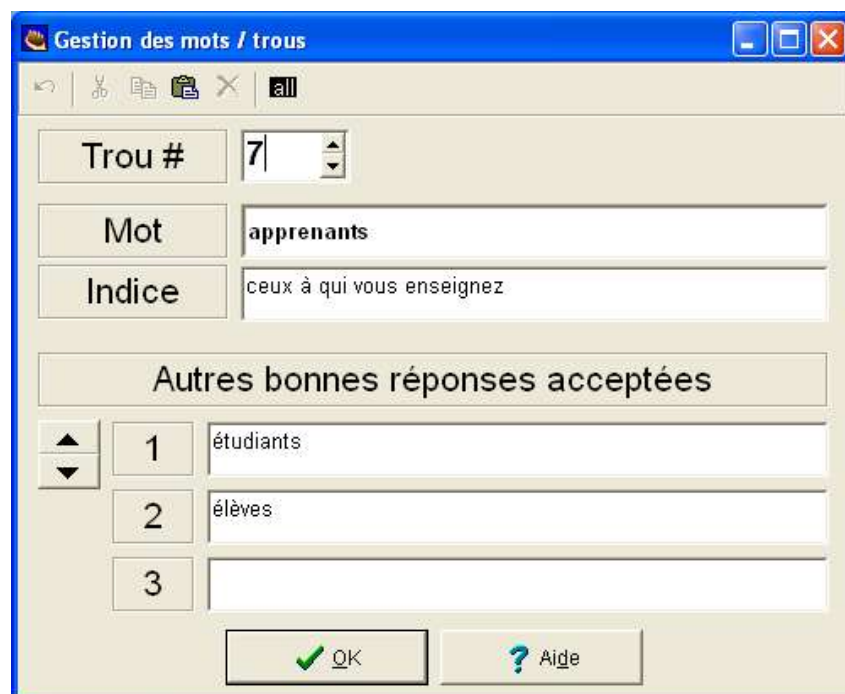 Gestion des mots / trous
all
Trou # 7
Mot apprenants
Indice ceux à qui vous enseignez
Autres bonnes réponses acceptées
1 étudiants
2 élèves
3
OK Aide